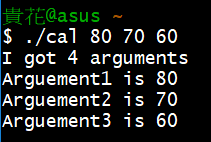 貴花@asus ~
$ ./cal 80 70 60
I got 4 arguments
Arguement1 is 80
Arguement2 is 70
Arguement3 is 60